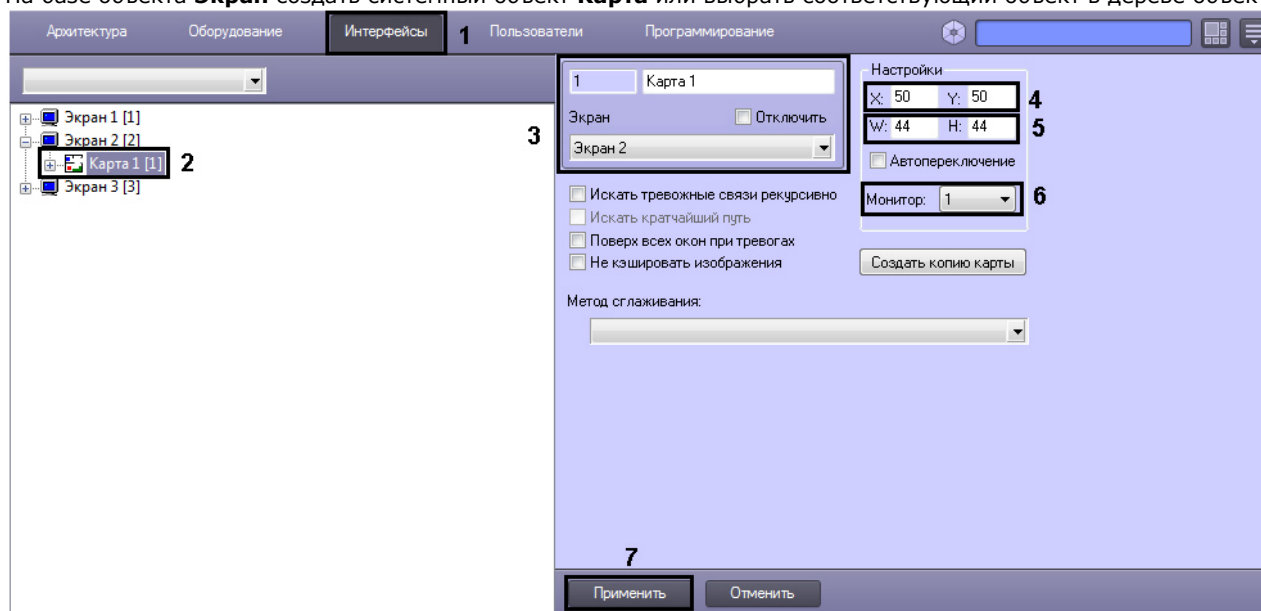 На базе объекта Экран создать системный объект Карта или выбрать соответствующий объект в дереве объек
Архитектура Оборудование Интерфейсы 1 Пользователи Программирование
1 Карта 1
Настройки
X: 50 Y: 50 4
Экран 1 [1]
3 Экран Отключить
W: 44 H: 44 5
Экран 2 [2]
Экран 2
Карта 1 [1] 2
Автопереключение
Экран 3 [3]
Искать тревожные связи рекурсивно
Монитор: 1 6
Искать кратчайший путь
Поверх всех окон при тревогах
Не кэшировать изображения
Создать копию карты
Метод сглаживания:
7
Применить Отменить